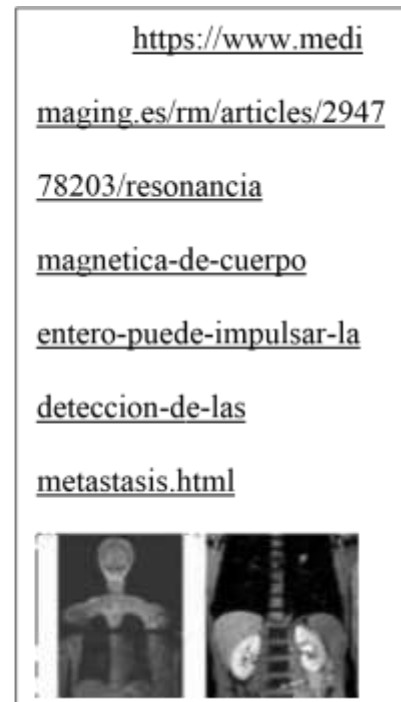 https://www.medi
maging.es/rm/articles/2947
78203/resonancia
magnetica-de-cuerpo
entero-puede-impulsar-la
deteccion-de-las
metastasis.html